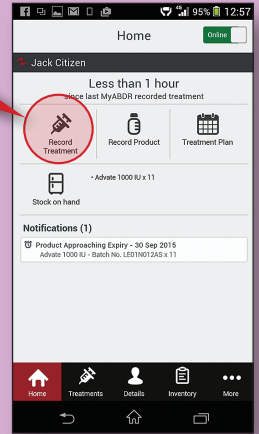 95% 12:57
Home
Online
Jack Citizen
Less than 1 hour
since last MyABDR recorded treatment
Record
Treatment
Record Product
Treatment Plan
• Advate 1000 IU x 11
Stock on hand
Notifications (1)
Product Approaching Expiry - 30 Sep 2015
Advate 1000 IU - Batch No. LE01N012AS x 11
Home
Treatments
Details
Inventory
More